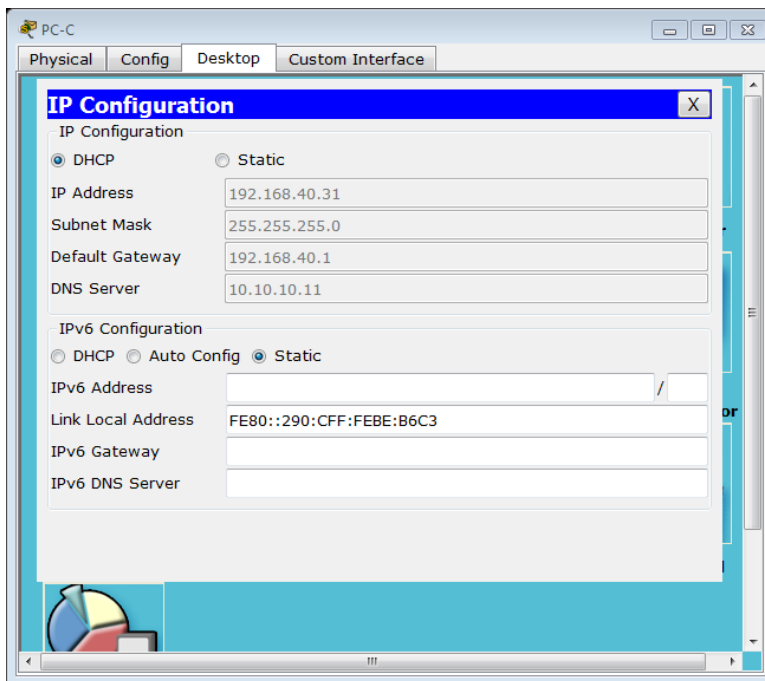 PC-C
Physical Config Desktop Custom Interface
IP Configuration X
IP Configuration
DHCP Static
IP Address 192.168.40.31
Subnet Mask 255.255.255.0
Default Gateway 192.168.40.1
DNS Server 10.10.10.11
IPv6 Configuration
DHCP Auto Config Static
IPv6 Address /
Link Local Address FE80::290:CFF:FEBE:B6C3
IPv6 Gateway
IPv6 DNS Server
or